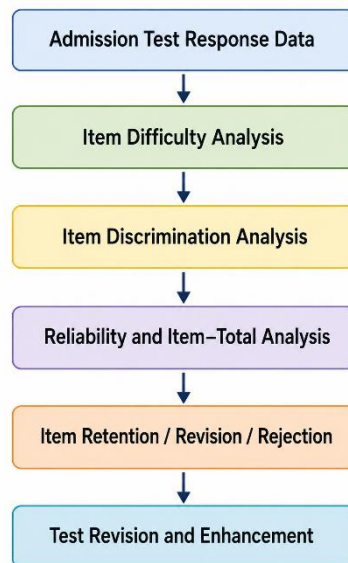 Admission Test Response Data
Item Difficulty Analysis
Item Discrimination Analysis
Reliability and Item–Total Analysis
Item Retention / Revision / Rejection
Test Revision and Enhancement